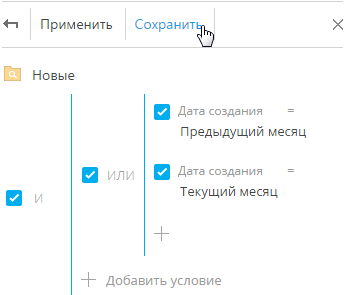 Применить Сохранить
Новые
Дата создания =
Предыдущий месяц
ИЛИ Дата создания =
Текущий месяц
И
Добавить условие